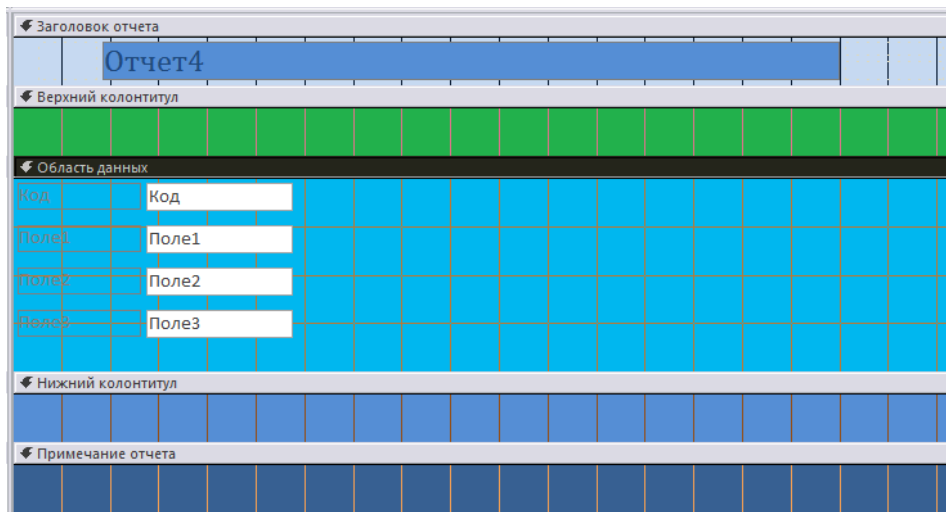 Заголовок отчета
Отчет4
Верхний колонтитул
Область данных
Код Код
Поле1 Поле1
Поле2 Поле2
Поле3 Поле3
Нижний колонтитул
Примечание отчета